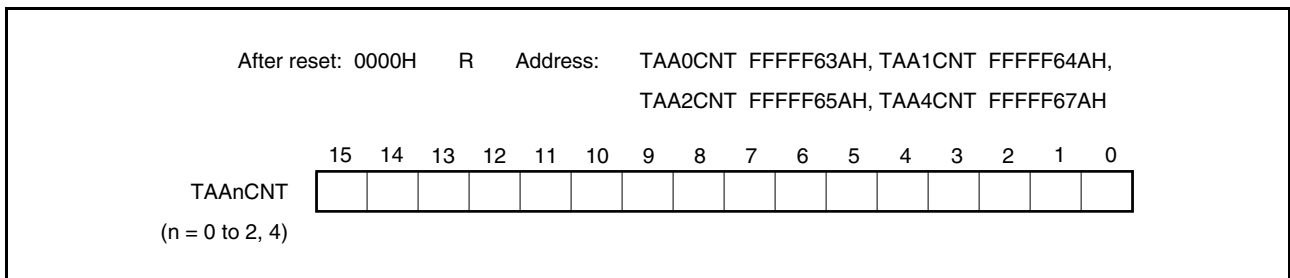 After reset: 0000H R Address: TAA0CNT FFFFF63AH, TAA1CNT FFFFF64AH,
TAA2CNT FFFFF65AH, TAA4CNT FFFFF67AH
15 14 13 12 11 10 9 8 7 6 5 4 3 2 1 0
TAAnCNT
(n = 0 to 2, 4)